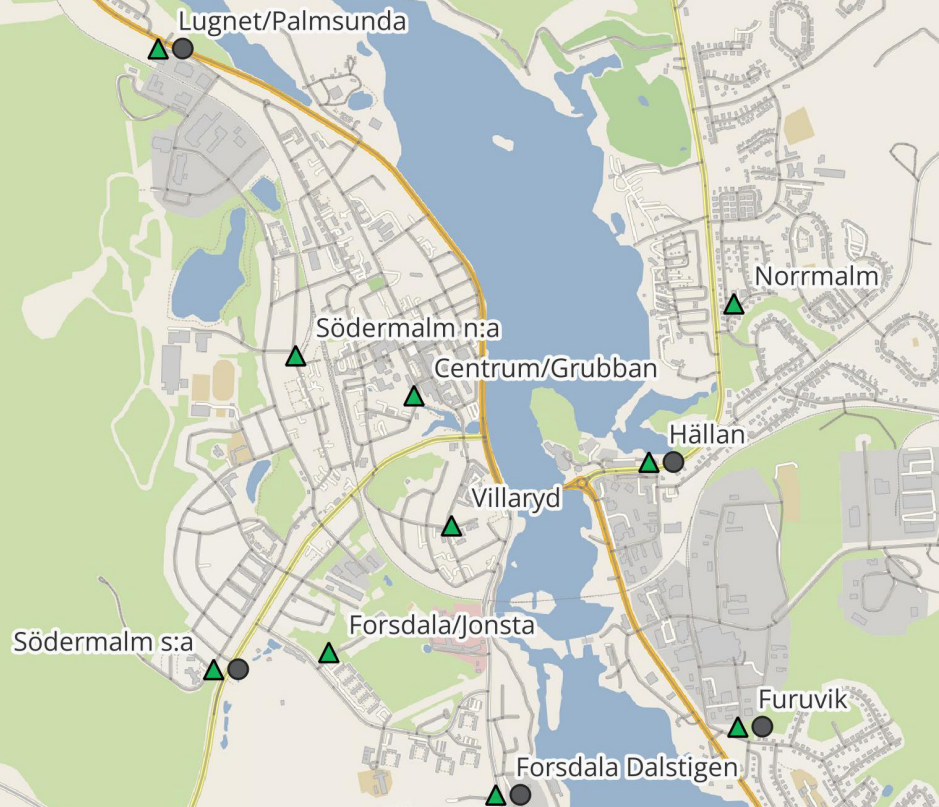 Lugnet/Palmsunda
Norrmalm
Södermalm n:a
Centrum/Grubban
Hällan
Villaryd
Forsdala/Jonsta
Södermalm s:a
Furuvik
Forsdala Dalstigen